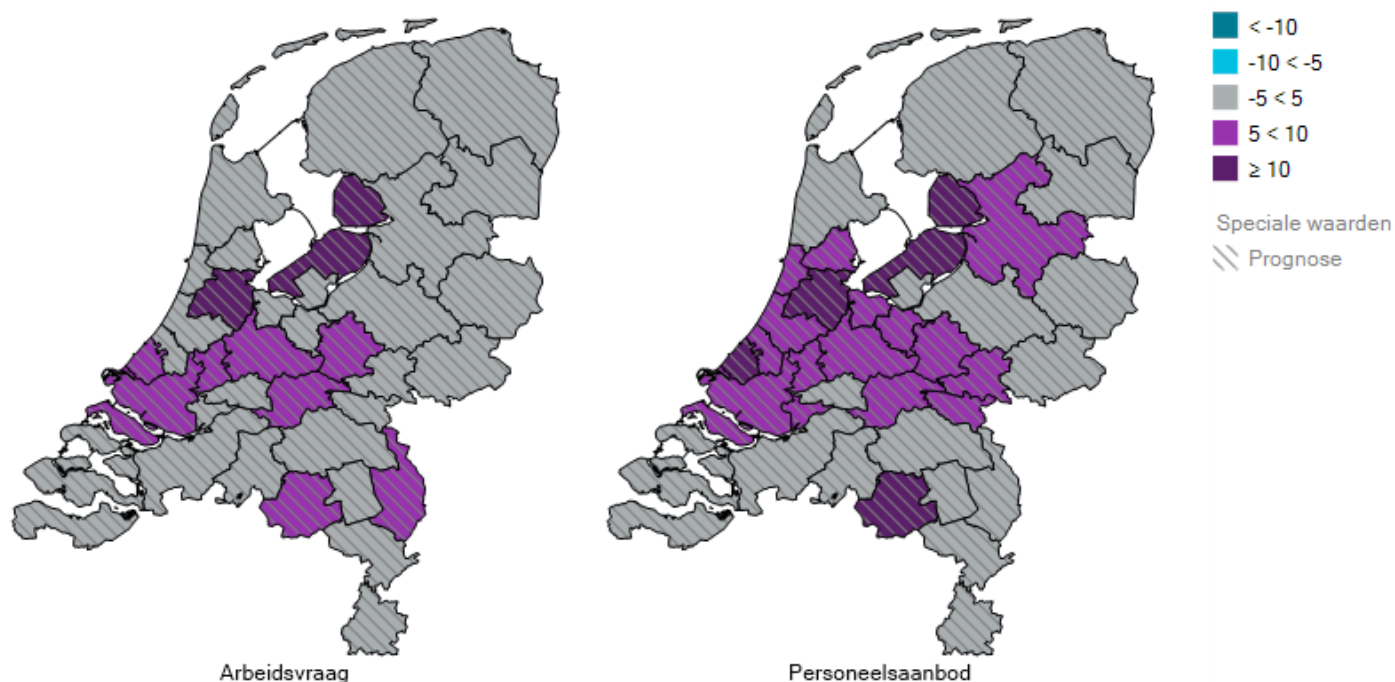 < -10
-10 < -5
-5 < 5
5 < 10
≥ 10
Speciale waarden
Prognose
Arbeidsvraag
Personeelsaanbod